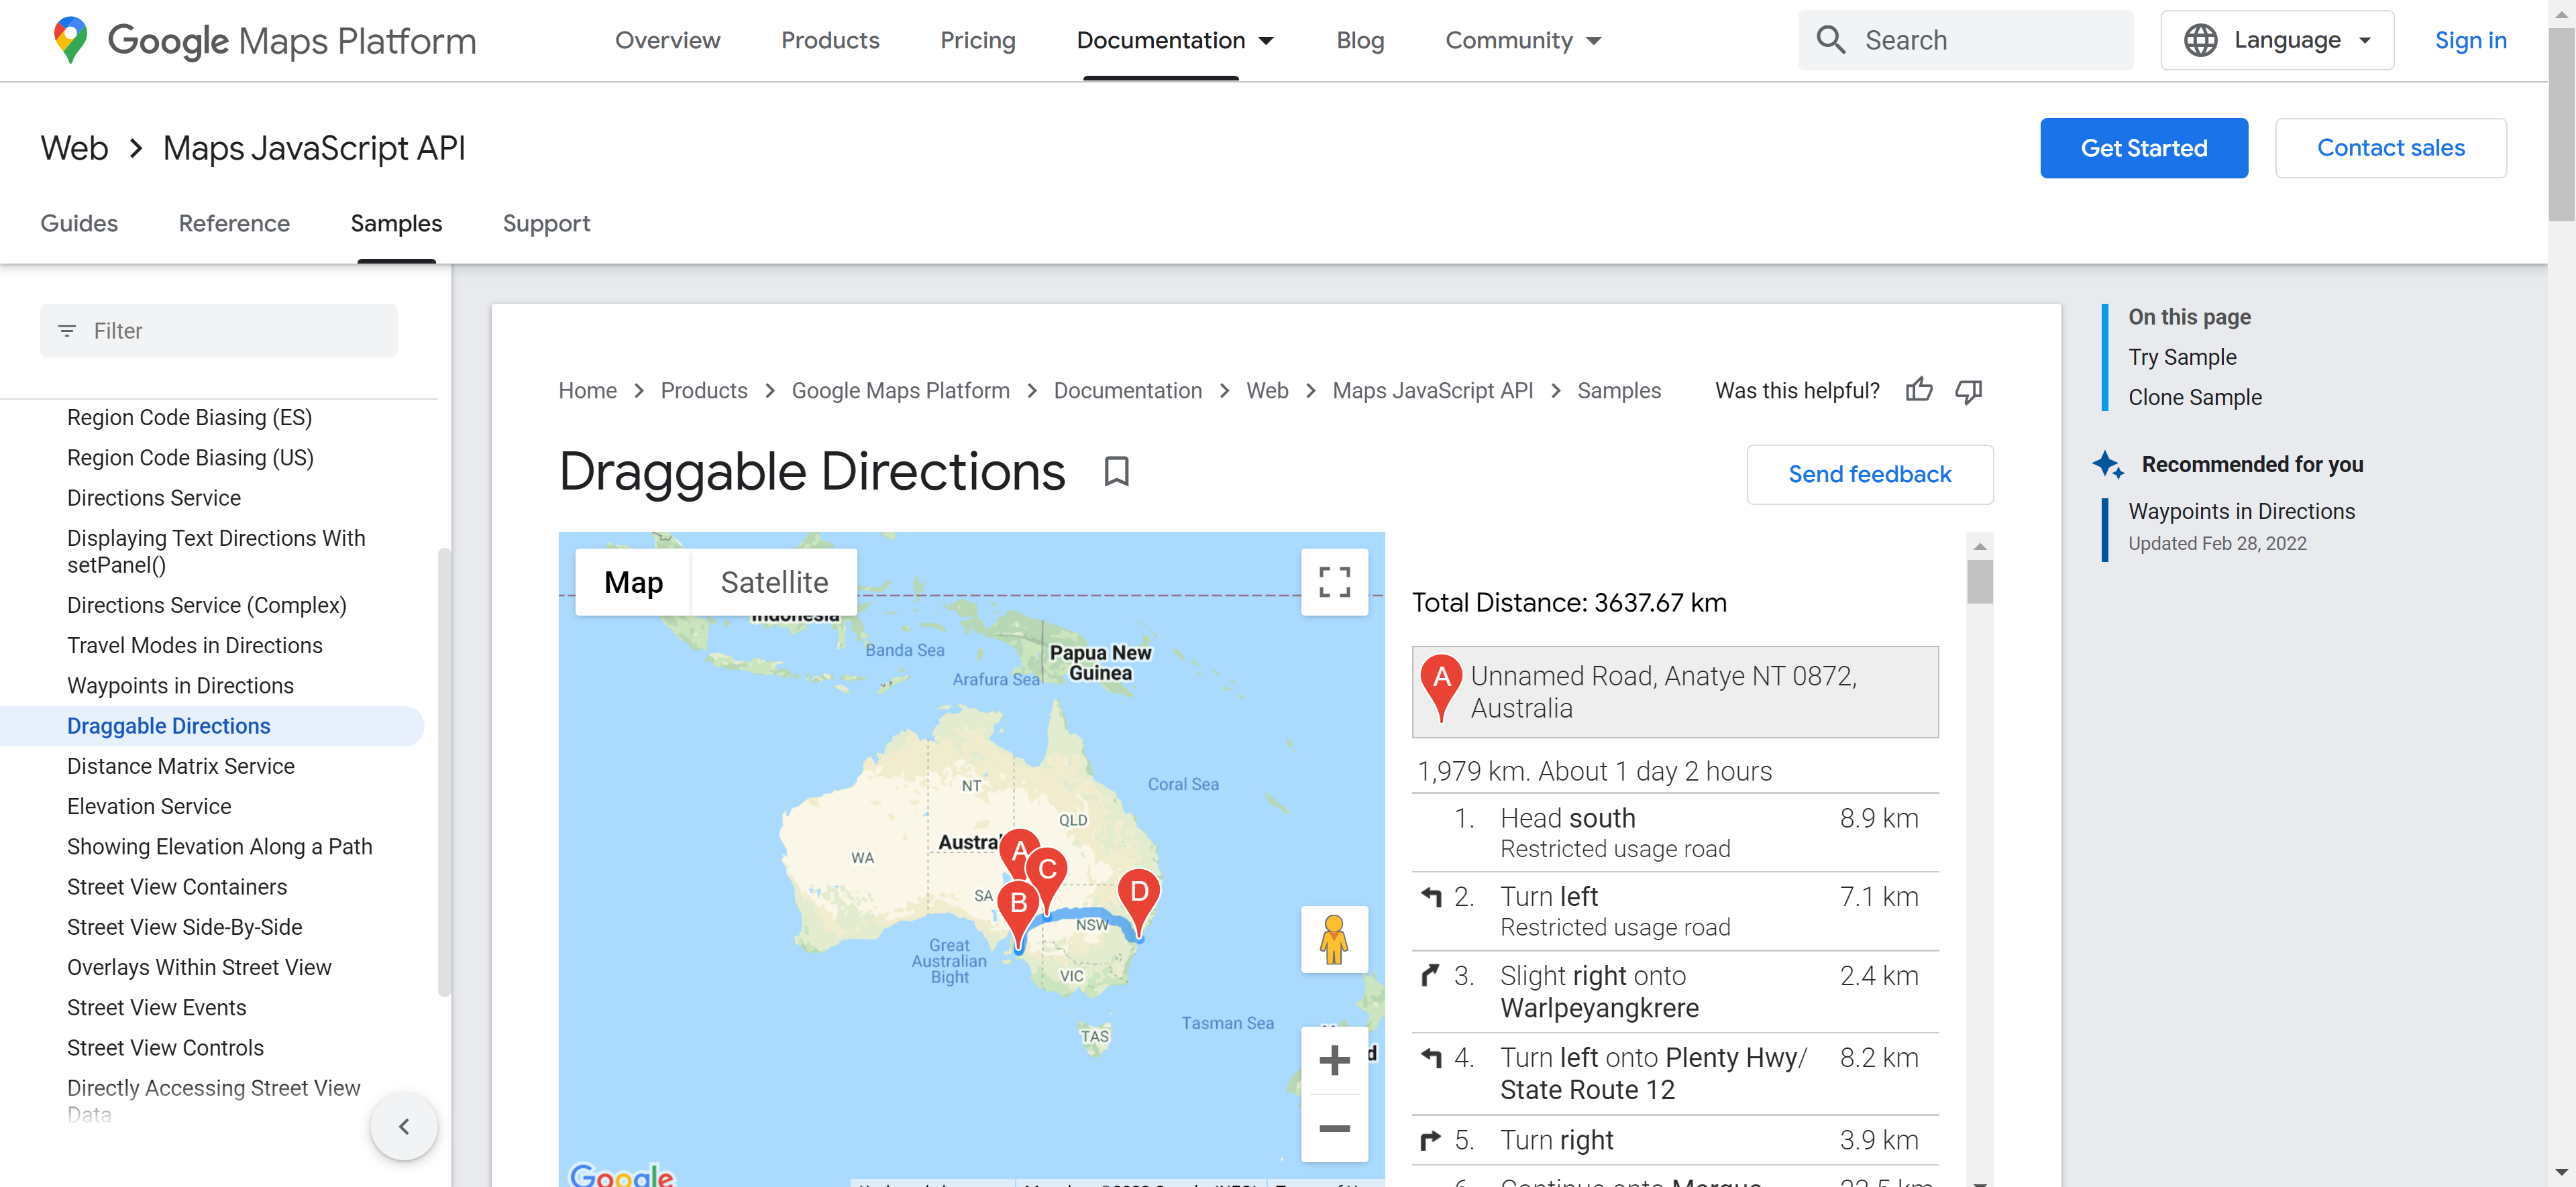 Google Maps Platform
Overview
Products
Pricing
Documentation
Blog
Community
Search
Language
Sign in
Web
Maps JavaScript API
Get Started
Contact sales
Guides
Reference
Samples
Support
Filter
Region Code Biasing (ES)
Region Code Biasing (US)
Directions Service
Displaying Text Directions With
setPanel()
Directions Service (Complex)
Travel Modes in Directions
Waypoints in Directions
Draggable Directions
Distance Matrix Service
Elevation Service
Showing Elevation Along a Path
Street View Containers
Street View Side-By-Side
Overlays Within Street View
Street View Events
Street View Controls
Directly Accessing Street View
Data
Home
Products
Google Maps Platform
Documentation
Web
Maps JavaScript API
Samples
Was this helpful?
Draggable Directions
Send feedback
Map
Satellite
Indonesia
Banda Sea
Papua New
Guinea
Arafura Sea
Coral Sea
NT
QLD
WA
SA
A
C
B
D
NSW
Great
Australian
Bight
VIC
Tasman Sea
TAS
Google
Total Distance: 3637.67 km
A
Unnamed Road, Anatye NT 0872,
Australia
1,979 km. About 1 day 2 hours
1. Head south 8.9 km
Restricted usage road
2. Turn left 7.1 km
Restricted usage road
3. Slight right onto 2.4 km
Warlpeyangkrere
4. Turn left onto Plenty Hwy/ 8.2 km
State Route 12
5. Turn right 3.9 km
On this page
Try Sample
Clone Sample
Recommended for you
Waypoints in Directions
Updated Feb 28, 2022